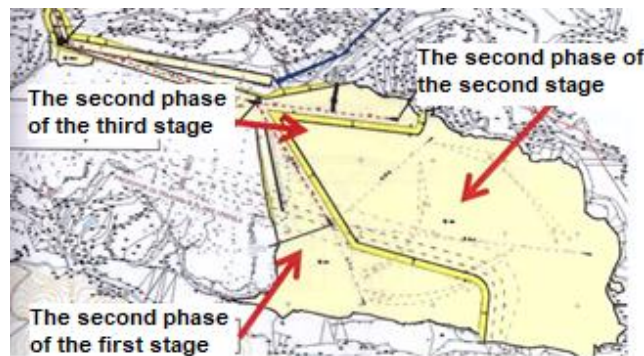 The second phase of
the second stage
The second phase
of the third stage
The second phase
of the first stage